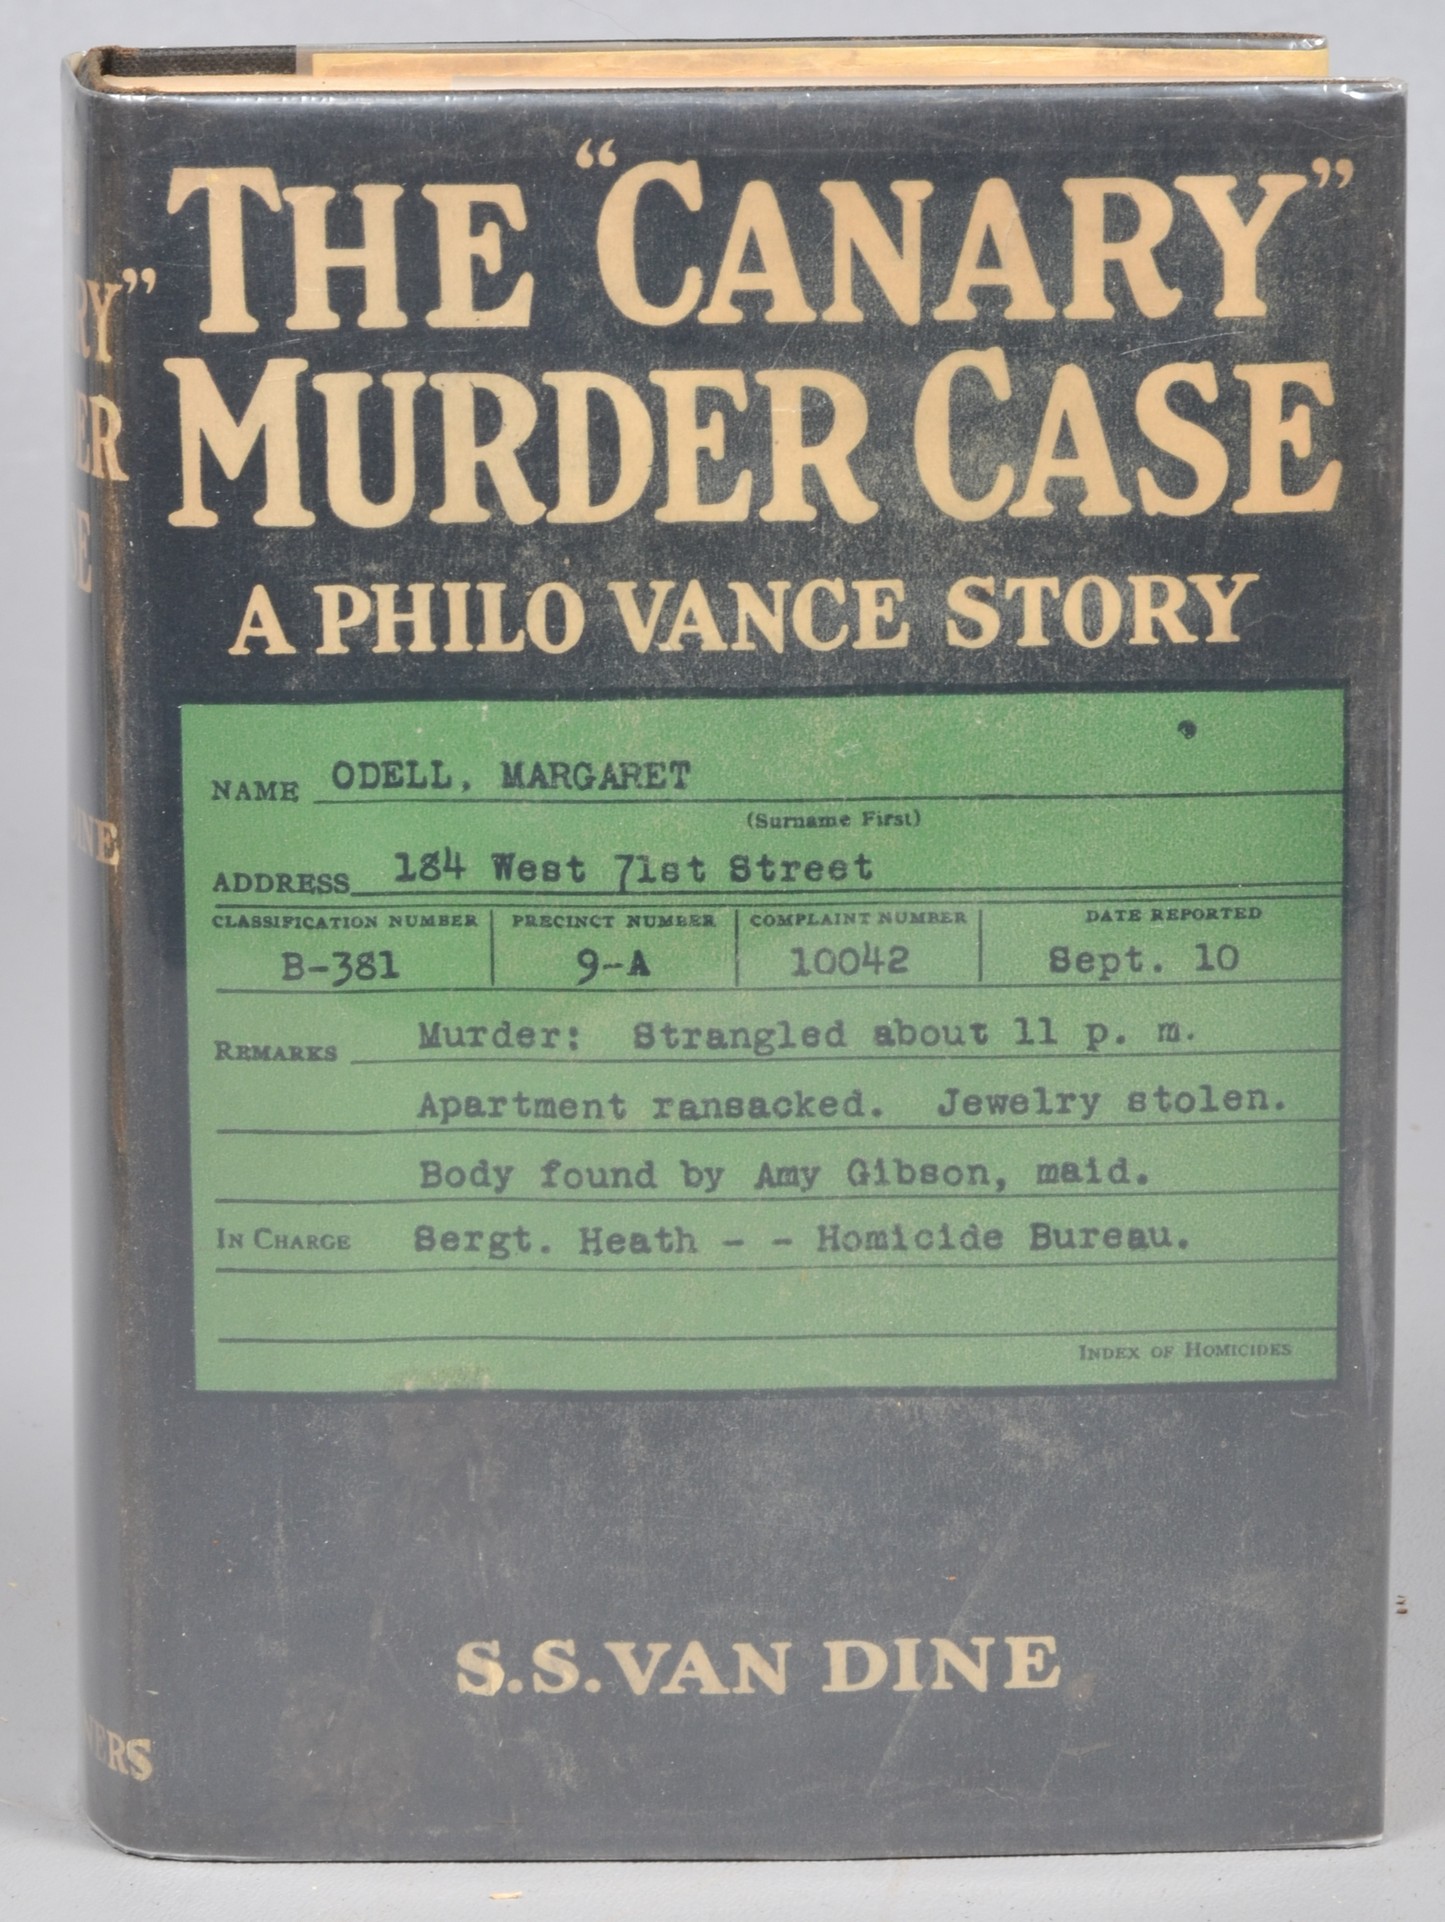 THE “CANARY”
MURDER CASE
A PHILO VANCE STORY
NAME ODELL, MARGARET
(Surname First)
ADDRESS 184 West 71st Street
CLASSIFICATION NUMBER PRECINCT NUMBER COMPLAINT NUMBER DATE REPORTED
B-381 9-A 10042 Sept. 10
REMARKS Murder: Strangled about 11 p. m.
Apartment ransacked. Jewelry stolen.
Body found by Amy Gibson, maid.
IN CHARGE Sergt. Heath - - Homicide Bureau.
INDEX OF HOMICIDES
S.S. VAN DINE